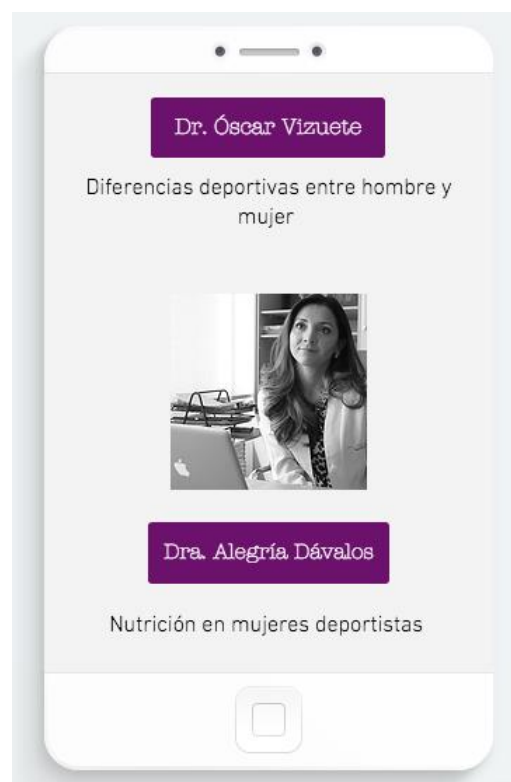 Dr. Óscar Vizuete
Diferencias deportivas entre hombre y
mujer
Dra. Alegría Dávalos
Nutrición en mujeres deportistas